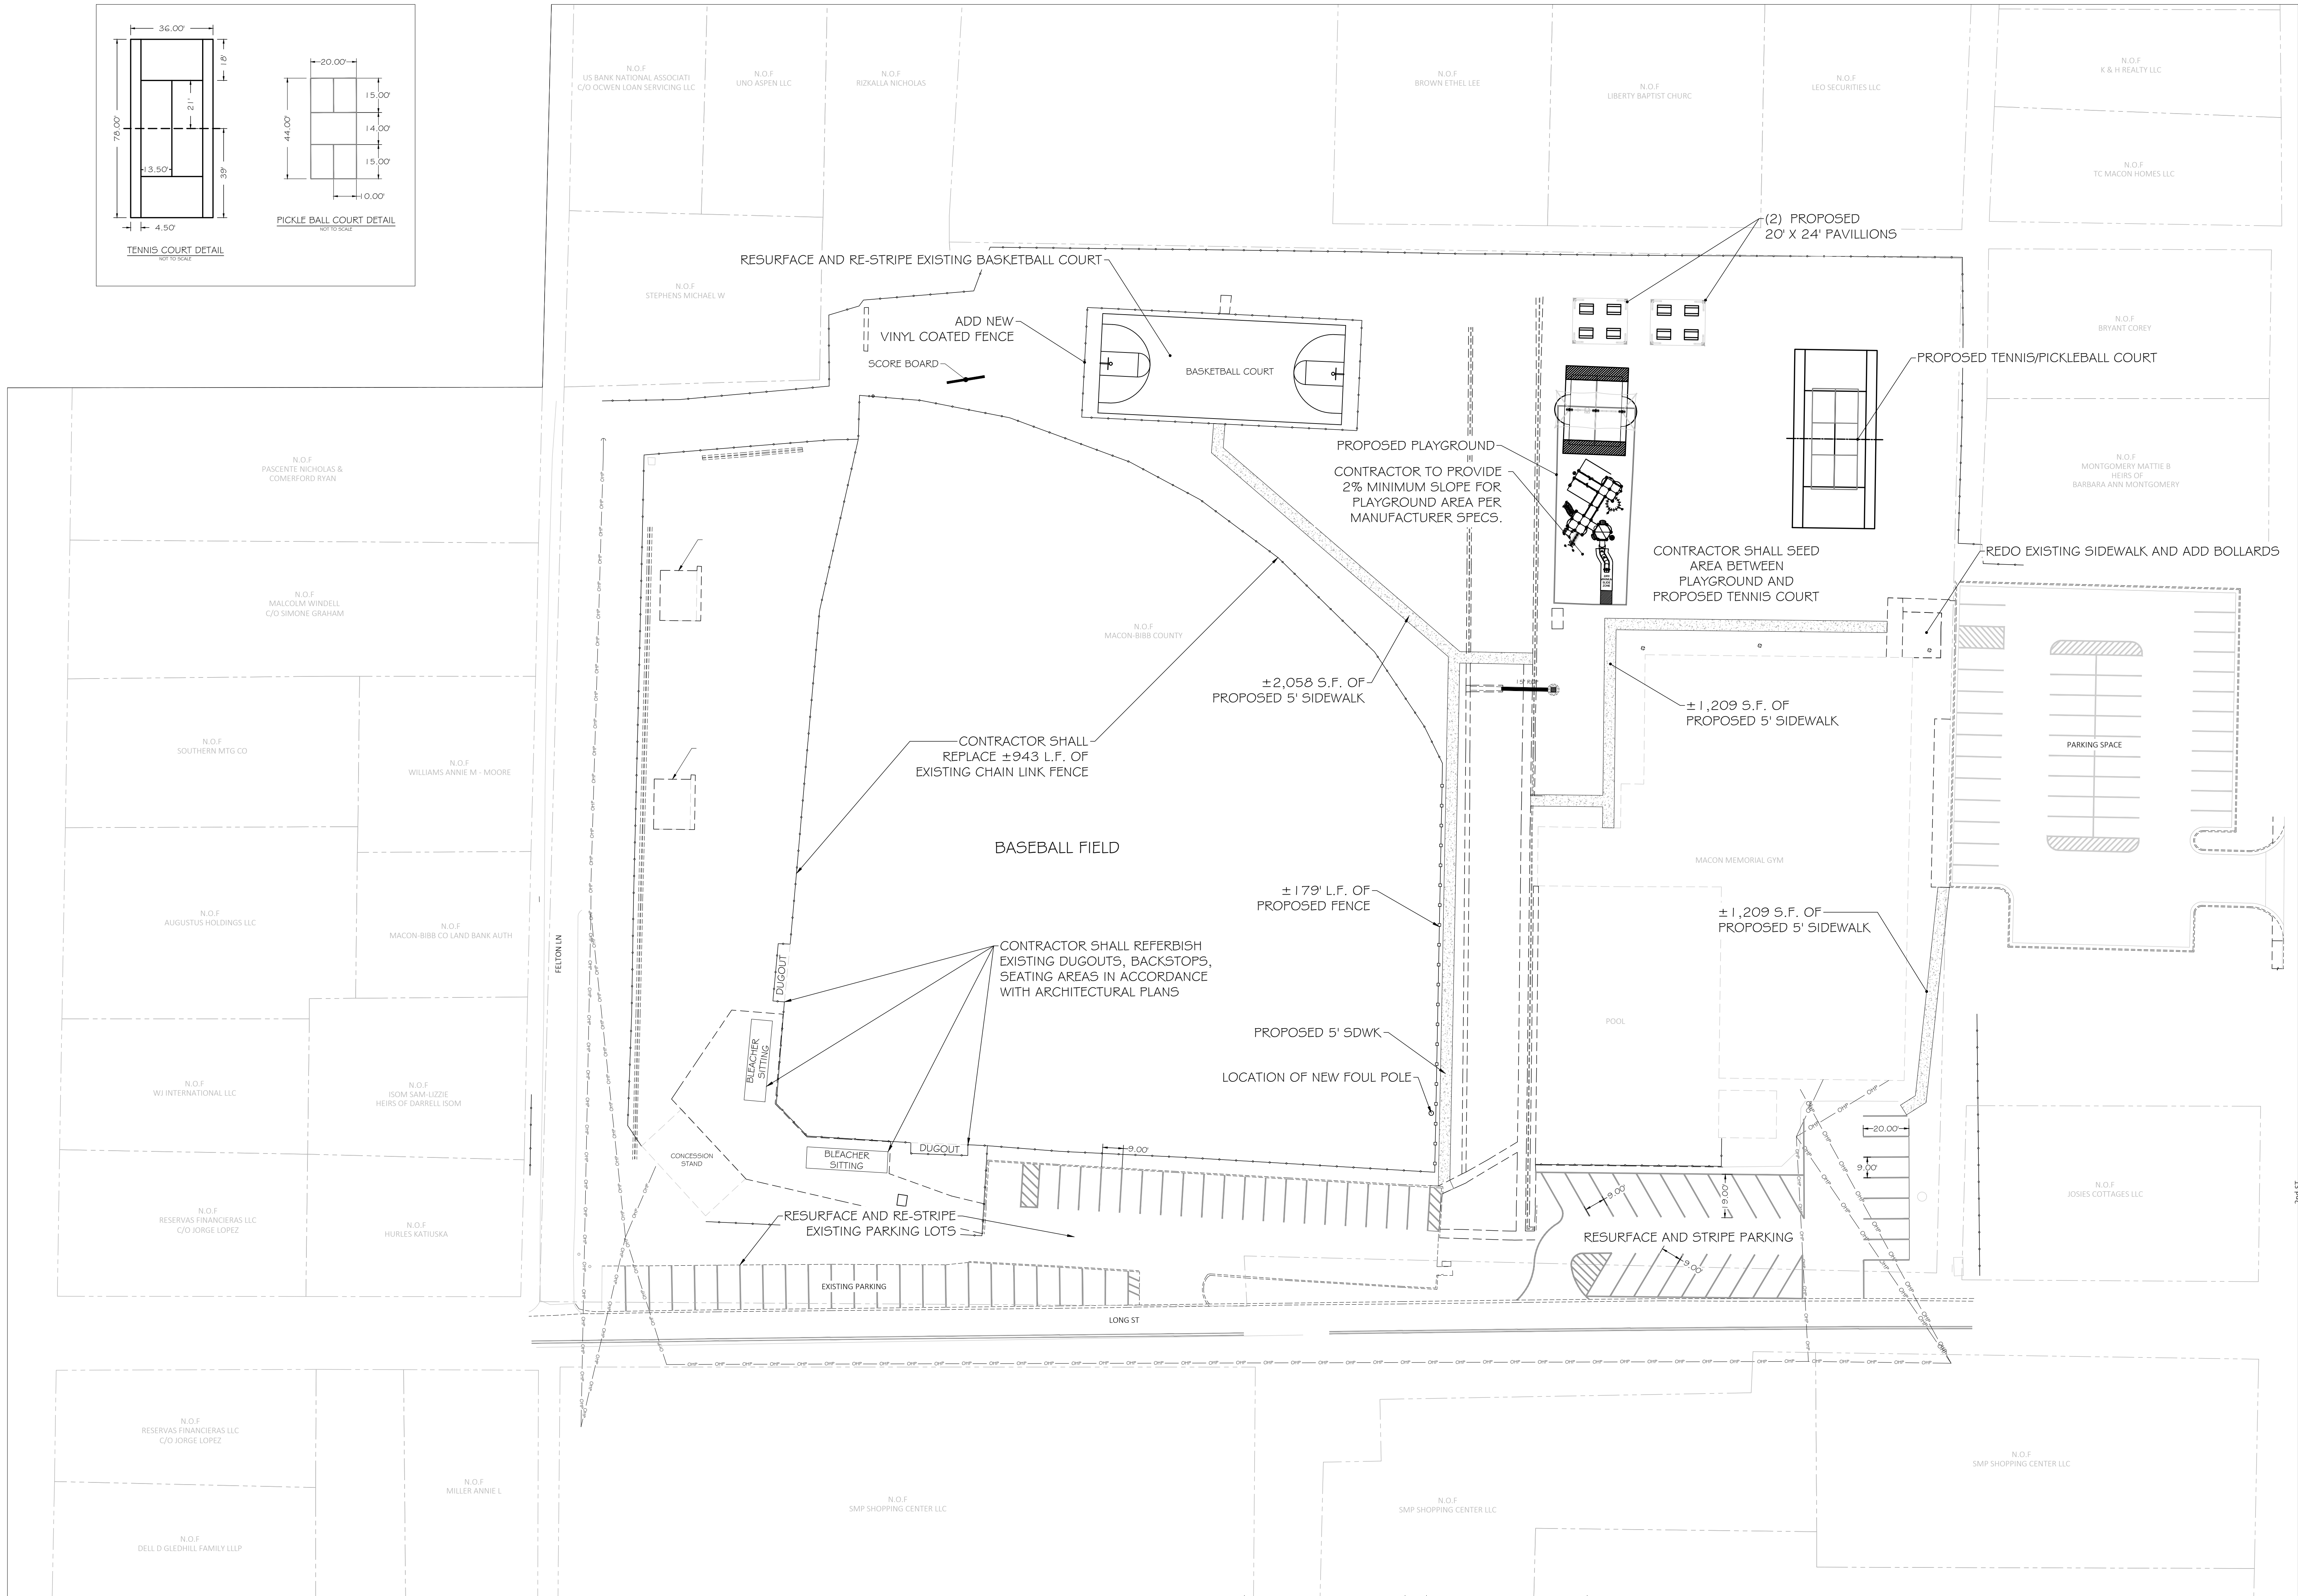 36.00'
18'
21'
78.00'
13.50'
39'
4.50'
TENNIS COURT DETAIL
NOT TO SCALE
20.00'
15.00'
14.00'
15.00'
44.00'
10.00'
PICKLE BALL COURT DETAIL
NOT TO SCALE
N.O.F
US BANK NATIONAL ASSOCIATI
C/O OCWEN LOAN SERVICING LLC
N.O.F
UNO ASPEN LLC
N.O.F
RIZKALLA NICHOLAS
N.O.F
BROWN ETHEL LEE
N.O.F
LIBERTY BAPTIST CHURC
N.O.F
LEO SECURITIES LLC
N.O.F
K & H REALTY LLC
N.O.F
TC MACON HOMES LLC
(2) PROPOSED
20' X 24' PAVILLIONS
RESURFACE AND RE-STRIPE EXISTING BASKETBALL COURT
N.O.F
STEPHENS MICHAEL W
ADD NEW
VINYL COATED FENCE
SCORE BOARD
BASKETBALL COURT
N.O.F
BRYANT COREY
PROPOSED TENNIS/PICKLEBALL COURT
PROPOSED PLAYGROUND
CONTRACTOR TO PROVIDE
2% MINIMUM SLOPE FOR
PLAYGROUND AREA PER
MANUFACTURER SPECS.
N.O.F
PASCENTE NICHOLAS &
COMERFORD RYAN
N.O.F
MONTGOMERY MATTIE B
HEIRS OF
BARBARA ANN MONTGOMERY
CONTRACTOR SHALL SEED
AREA BETWEEN
PLAYGROUND AND
PROPOSED TENNIS COURT
REDO EXISTING SIDEWALK AND ADD BOLLARDS
N.O.F
MALCOLM WINDELL
C/O SIMONE GRAHAM
N.O.F
MACON-BIBB COUNTY
±2,058 S.F. OF
PROPOSED 5' SIDEWALK
±1,209 S.F. OF
PROPOSED 5' SIDEWALK
N.O.F
SOUTHERN MTG CO
N.O.F
WILLIAMS ANNIE M - MOORE
CONTRACTOR SHALL
REPLACE ±943 L.F. OF
EXISTING CHAIN LINK FENCE
PARKING SPACE
BASEBALL FIELD
MACON MEMORIAL GYM
±179' L.F. OF
PROPOSED FENCE
±1,209 S.F. OF
PROPOSED 5' SIDEWALK
N.O.F
AUGUSTUS HOLDINGS LLC
N.O.F
MACON-BIBB CO LAND BANK AUTH
FELTON LN
DUGOUT
CONTRACTOR SHALL REFERBISH
EXISTING DUGOUTS, BACKSTOPS,
SEATING AREAS IN ACCORDANCE
WITH ARCHITECTURAL PLANS
POOL
PROPOSED 5' SDWK
BLEACHER
SITTING
LOCATION OF NEW FOUL POLE
N.O.F
WJ INTERNATIONAL LLC
N.O.F
ISOM SAM-LIZZIE
HEIRS OF DARRELL ISOM
20.00'
9.00'
CONCESSION
STAND
BLEACHER
SITTING
DUGOUT
9.00'
9.00'
19.00'
N.O.F
JOSIES COTTAGES LLC
2nd ST
N.O.F
RESERVAS FINANCIERAS LLC
C/O JORGE LOPEZ
N.O.F
HURLES KATIUSKA
RESURFACE AND RE-STRIPE
EXISTING PARKING LOTS
RESURFACE AND STRIPE PARKING
9.00'
EXISTING PARKING
LONG ST
N.O.F
RESERVAS FINANCIERAS LLC
C/O JORGE LOPEZ
N.O.F
MILLER ANNIE L
N.O.F
DELL D GLEDHILL FAMILY LLLP
N.O.F
SMP SHOPPING CENTER LLC
N.O.F
SMP SHOPPING CENTER LLC
N.O.F
SMP SHOPPING CENTER LLC